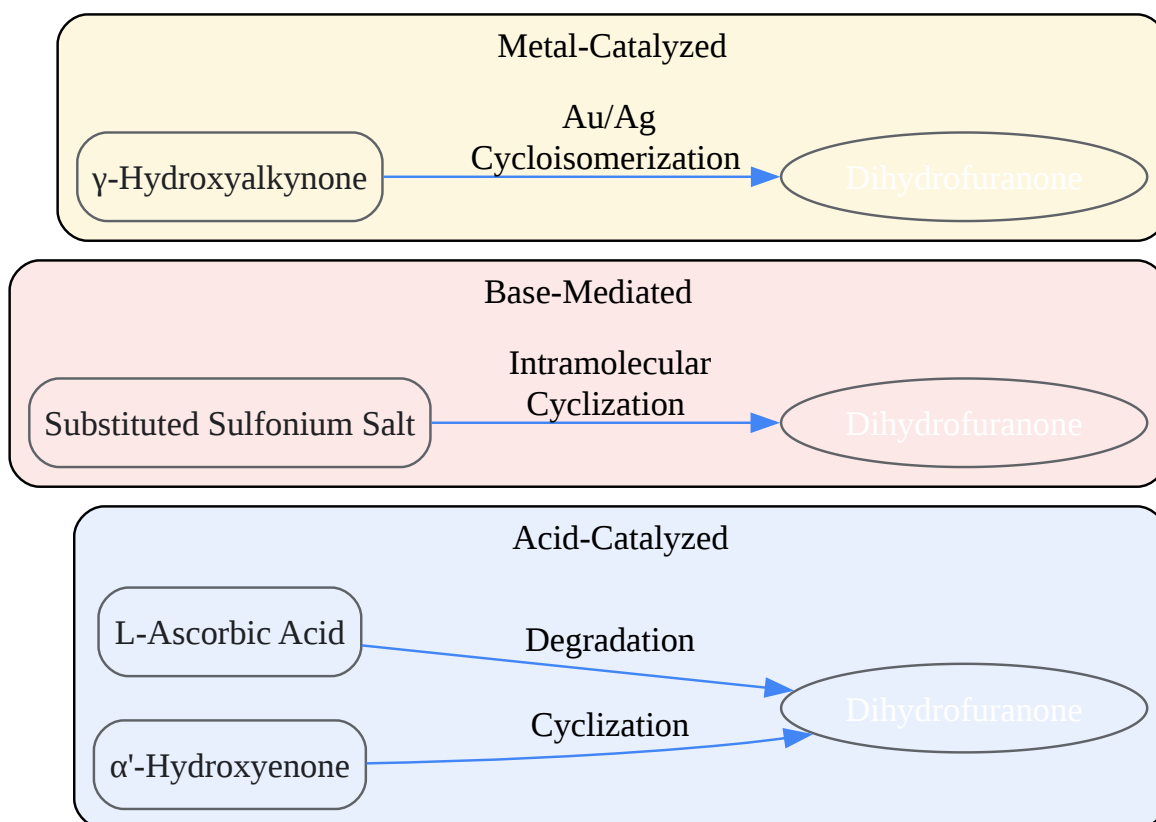 Metal-Catalyzed
Au/Ag
Cycloisomerization
γ-Hydroxyalkynone
Dihydrofuranone
Base-Mediated
Intramolecular
Cyclization
Substituted Sulfonium Salt
Dihydrofuranone
Acid-Catalyzed
L-Ascorbic Acid
Degradation
Dihydrofuranone
Cyclization
α'-Hydroxyenone